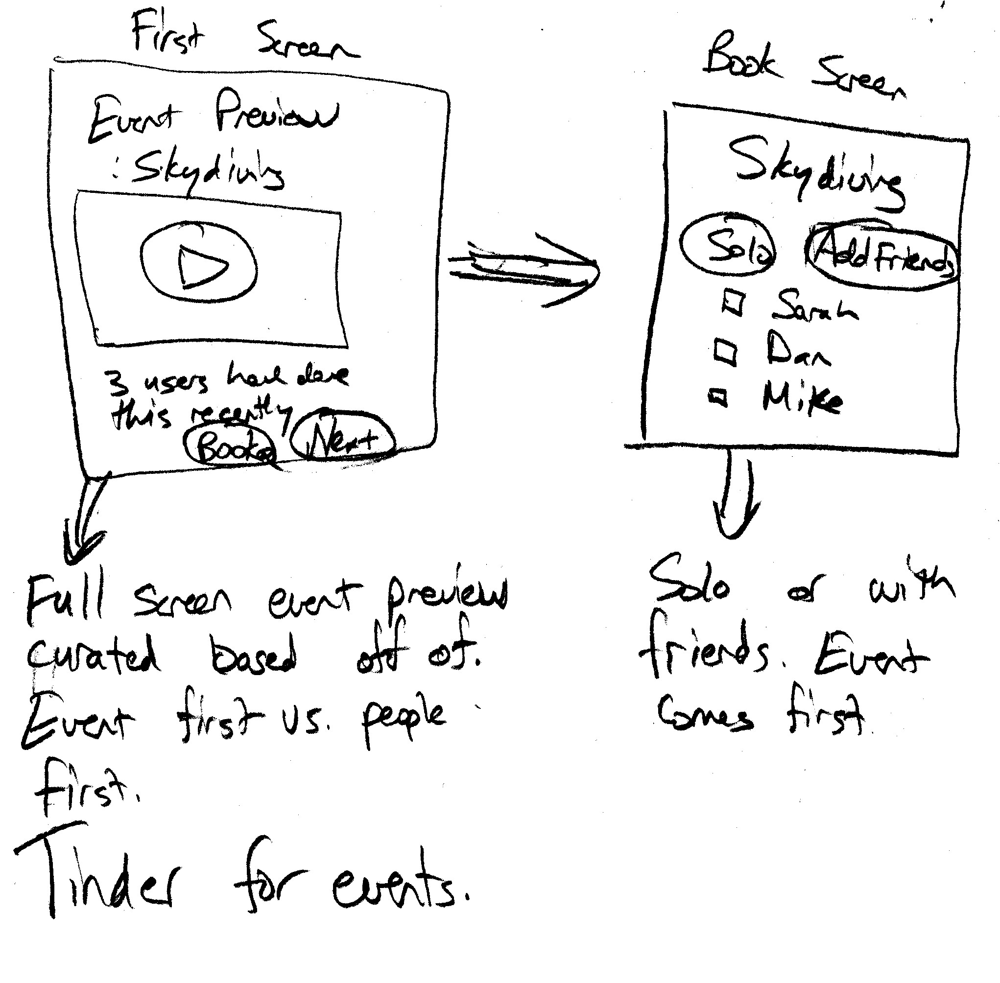 First Screen
Event Preview
: Skydiving
3 users have done
this recently
Book
Next
Full screen event preview
curated based off of.
Event first vs. people
first.
Tinder for events.
Book Screen
Skydiving
Solo
Add Friends
Sarah
Dan
Mike
Solo or with
friends. Event
comes first.